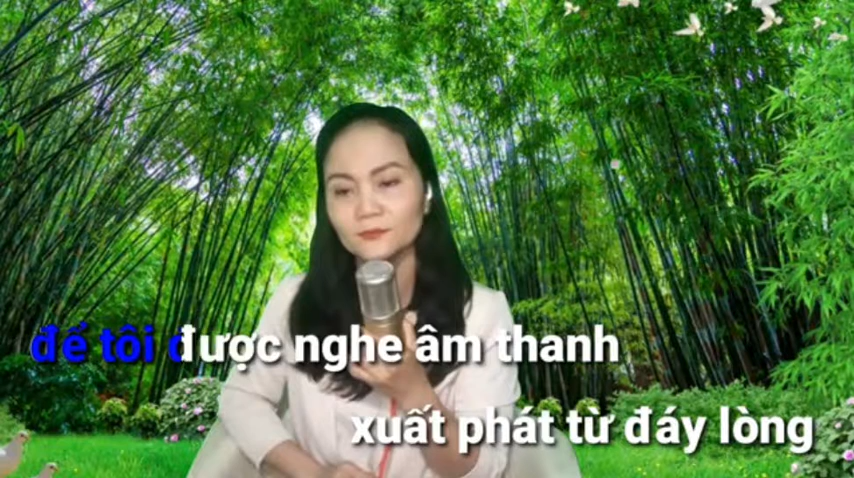 để tôi được nghe âm thanh
xuất phát từ đáy lòng